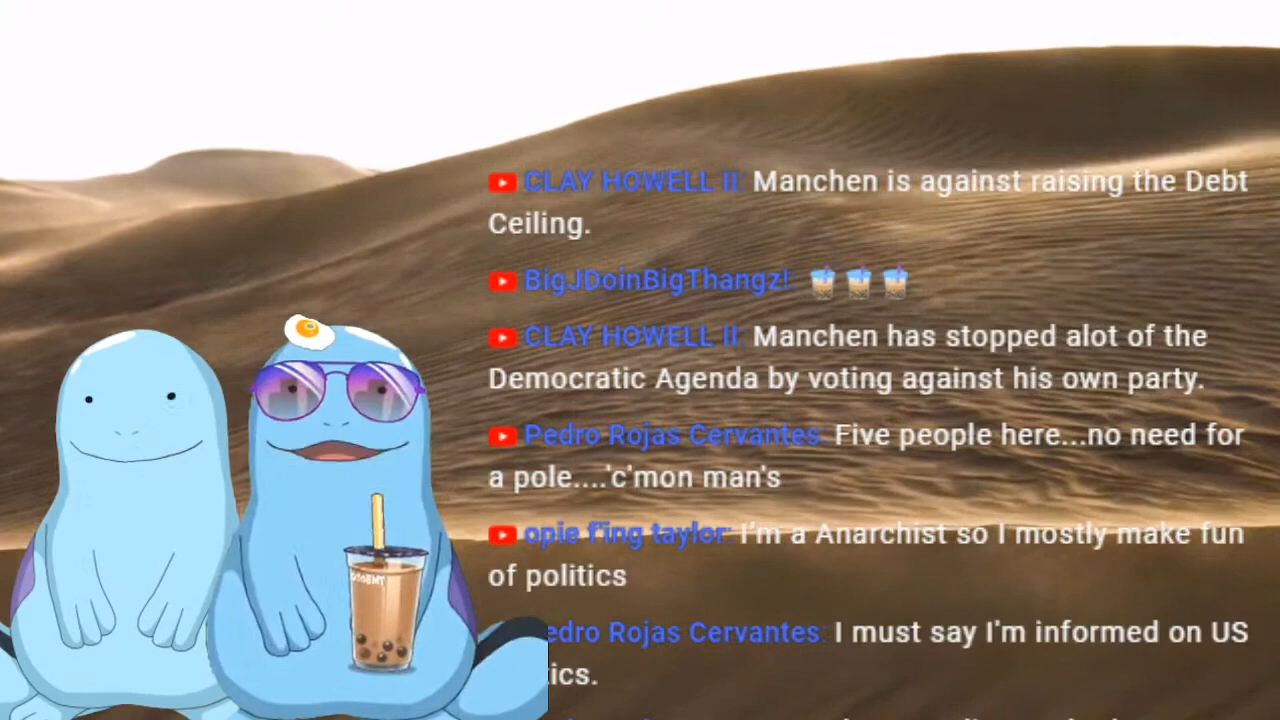 CLAY HOWELL II: Manchen is against raising the Debt
Ceiling.
BigJDoinBigThangz!:
CLAY HOWELL II: Manchen has stopped alot of the
Democratic Agenda by voting against his own party.
Pedro Rojas Cervantes: Five people here...no need for
a pole....'c'mon man's
opie f'ing taylor: I'm a Anarchist so I mostly make fun
of politics
edro Rojas Cervantes: I must say I'm informed on US
tics.